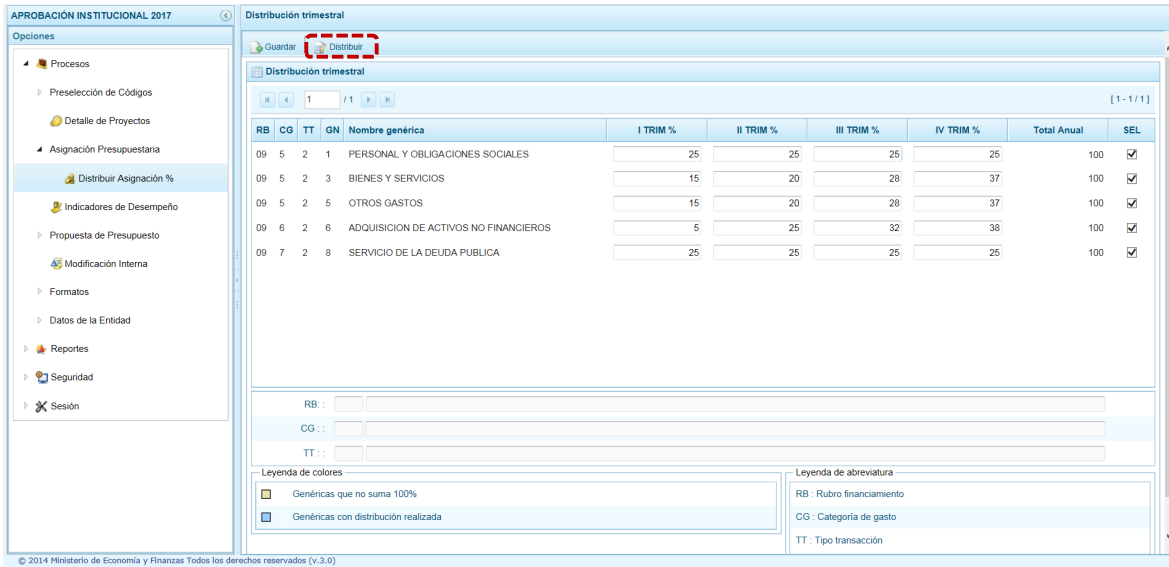 APROBACIÓN INSTITUCIONAL 2017
Opciones
Procesos
Preselección de Códigos
Detalle de Proyectos
Asignación Presupuestaria
Distribuir Asignación %
Indicadores de Desempeño
Propuesta de Presupuesto
Modificación Interna
Formatos
Datos de la Entidad
Reportes
Seguridad
Sesión
Distribución trimestral
Guardar Distribuir
Distribución trimestral
1 / 1 [ 1 - 1 / 1 ]
RB CG TT GN Nombre genérica I TRIM % II TRIM % III TRIM % IV TRIM % Total Anual SEL
09 5 2 1 PERSONAL Y OBLIGACIONES SOCIALES 25 25 25 25 100
09 5 2 3 BIENES Y SERVICIOS 15 20 28 37 100
09 5 2 5 OTROS GASTOS 15 20 28 37 100
09 6 2 6 ADQUISICION DE ACTIVOS NO FINANCIEROS 5 25 32 38 100
09 7 2 8 SERVICIO DE LA DEUDA PUBLICA 25 25 25 25 100
RB: :
CG : :
TT : :
Leyenda de colores
Genéricas que no suma 100%
Genéricas con distribución realizada
Leyenda de abreviatura
RB : Rubro financiamiento
CG : Categoría de gasto
TT : Tipo transacción
© 2014 Ministerio de Economía y Finanzas Todos los derechos reservados (v.3.0)